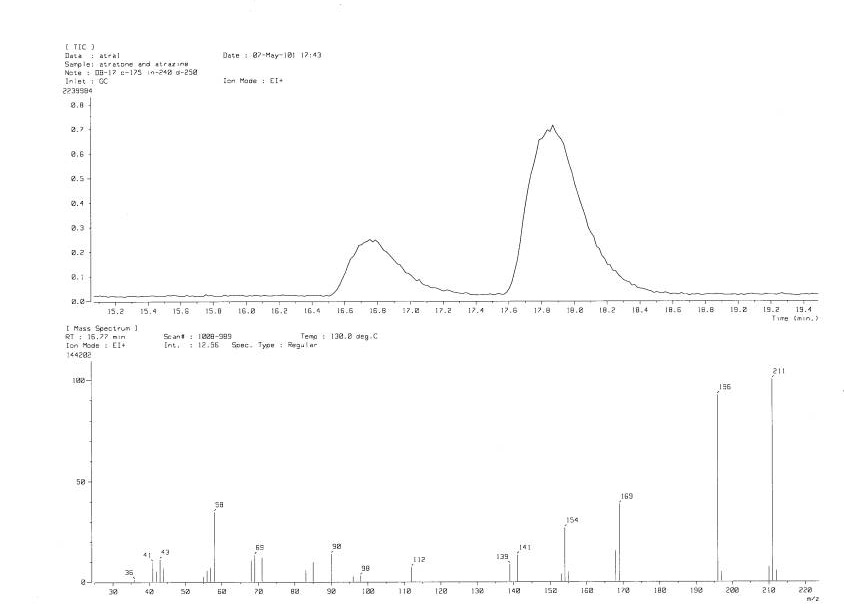 [ TIC ]
Data : atra1 Date : 07-May-101 17:43
Sample: atratone and atrazine
Note : DB-17 c-175 in-240 d-250
Inlet : GC Ion Mode : EI+
2239984
0.8
0.7
0.6
0.5
0.4
0.3
0.2
0.1
0.0
15.2 15.4 15.6 15.8 16.0 16.2 16.4 16.6 16.8 17.0 17.2 17.4 17.6 17.8 18.0 18.2 18.4 18.6 18.8 19.0 19.2 19.4
Time (min.)
[ Mass Spectrum ]
RT : 16.77 min Scan# : 1008-989 Temp : 130.0 deg.C
Ion Mode : EI+ Int. : 12.56 Spec. Type : Regular
144202
211
100
196
50
58
169
154
41 43 69 90 139 141
112
36 98
0
30 40 50 60 70 80 90 100 110 120 130 140 150 160 170 180 190 200 210 220
m/z